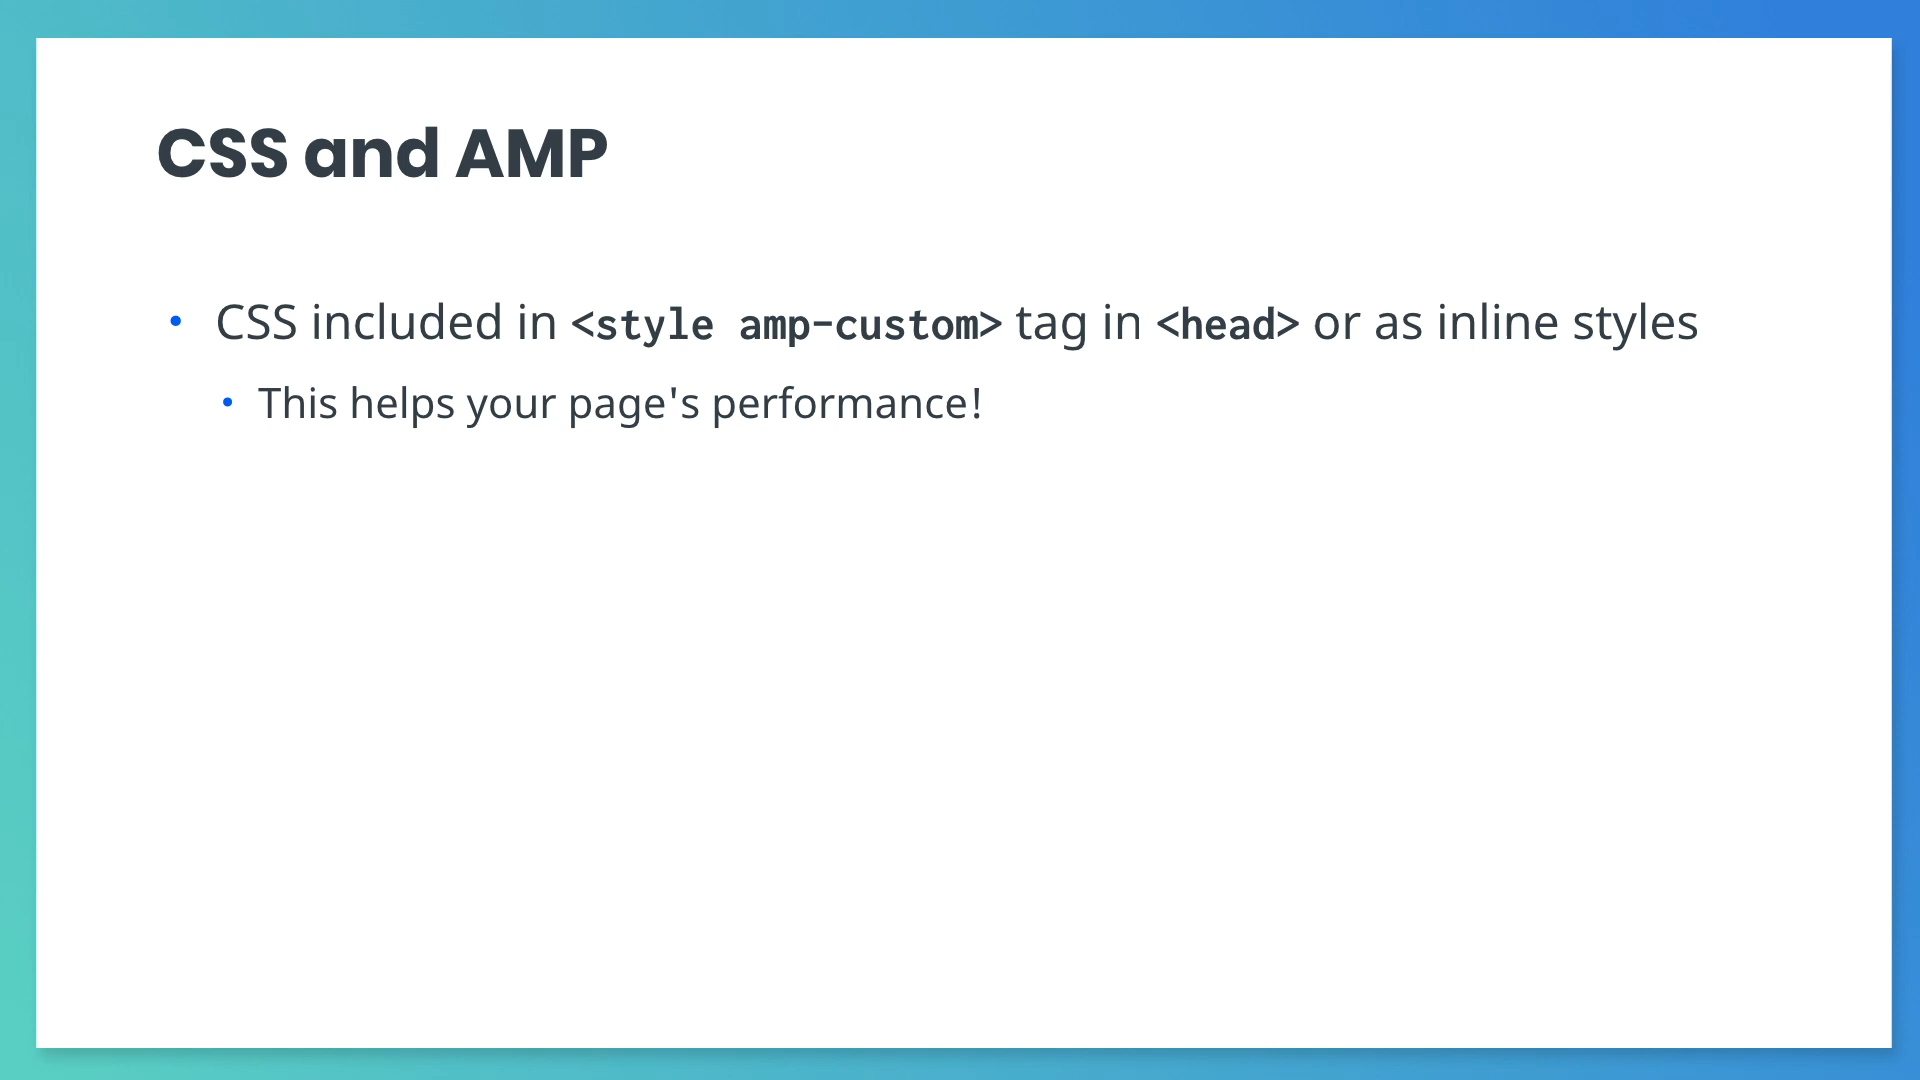 CSS and AMP
• CSS included in <style amp-custom> tag in <head> or as inline styles
• This helps your page's performance!